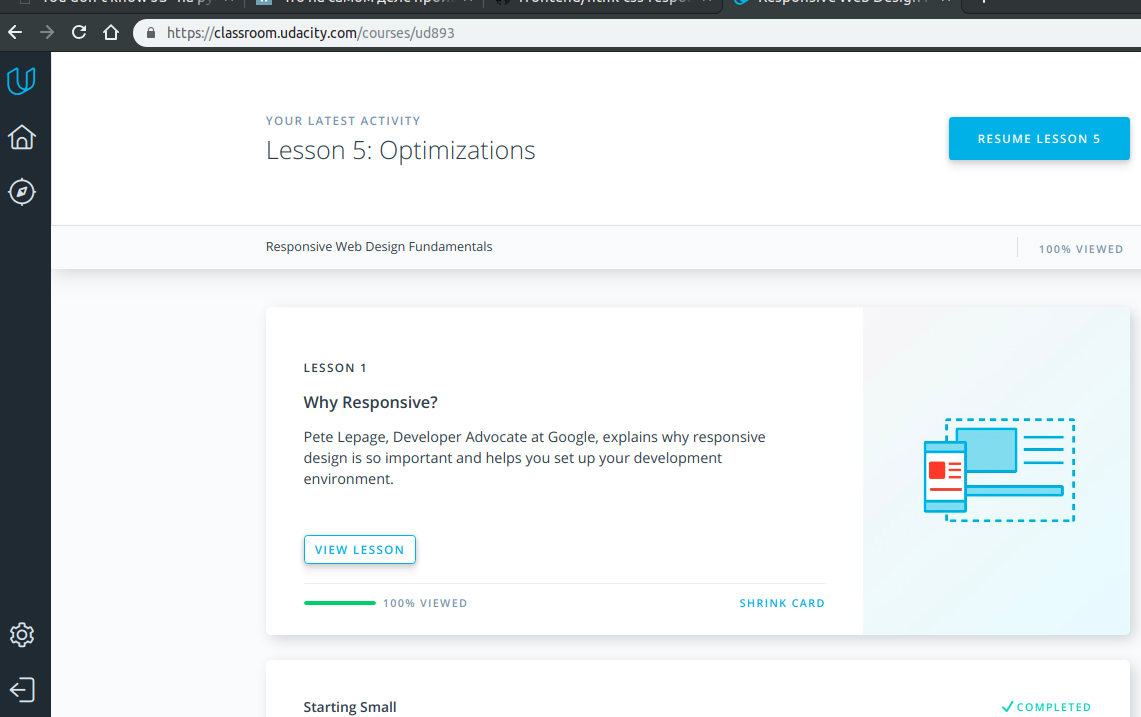 https://classroom.udacity.com/courses/ud893
YOUR LATEST ACTIVITY
Lesson 5: Optimizations
RESUME LESSON 5
Responsive Web Design Fundamentals
100% VIEWED
LESSON 1
Why Responsive?
Pete Lepage, Developer Advocate at Google, explains why responsive
design is so important and helps you set up your development
environment.
VIEW LESSON
100% VIEWED
SHRINK CARD
Starting Small
COMPLETED